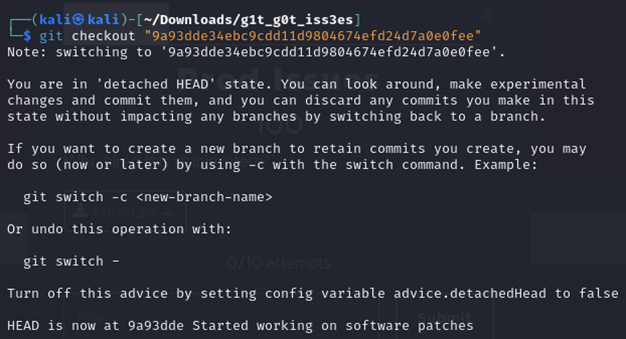 ┌──(kali㉿kali)-[~/Downloads/g1t_g0t_iss3es]
└─$ git checkout "9a93dde34ebc9cdd11d9804674efd24d7a0e0fee"
Note: switching to '9a93dde34ebc9cdd11d9804674efd24d7a0e0fee'.
You are in 'detached HEAD' state. You can look around, make experimental
changes and commit them, and you can discard any commits you make in this
state without impacting any branches by switching back to a branch.
If you want to create a new branch to retain commits you create, you may
do so (now or later) by using -c with the switch command. Example:
git switch -c <new-branch-name>
Or undo this operation with:
git switch -
0/10 attempts
Turn off this advice by setting config variable advice.detachedHead to false
HEAD is now at 9a93dde Started working on software patches